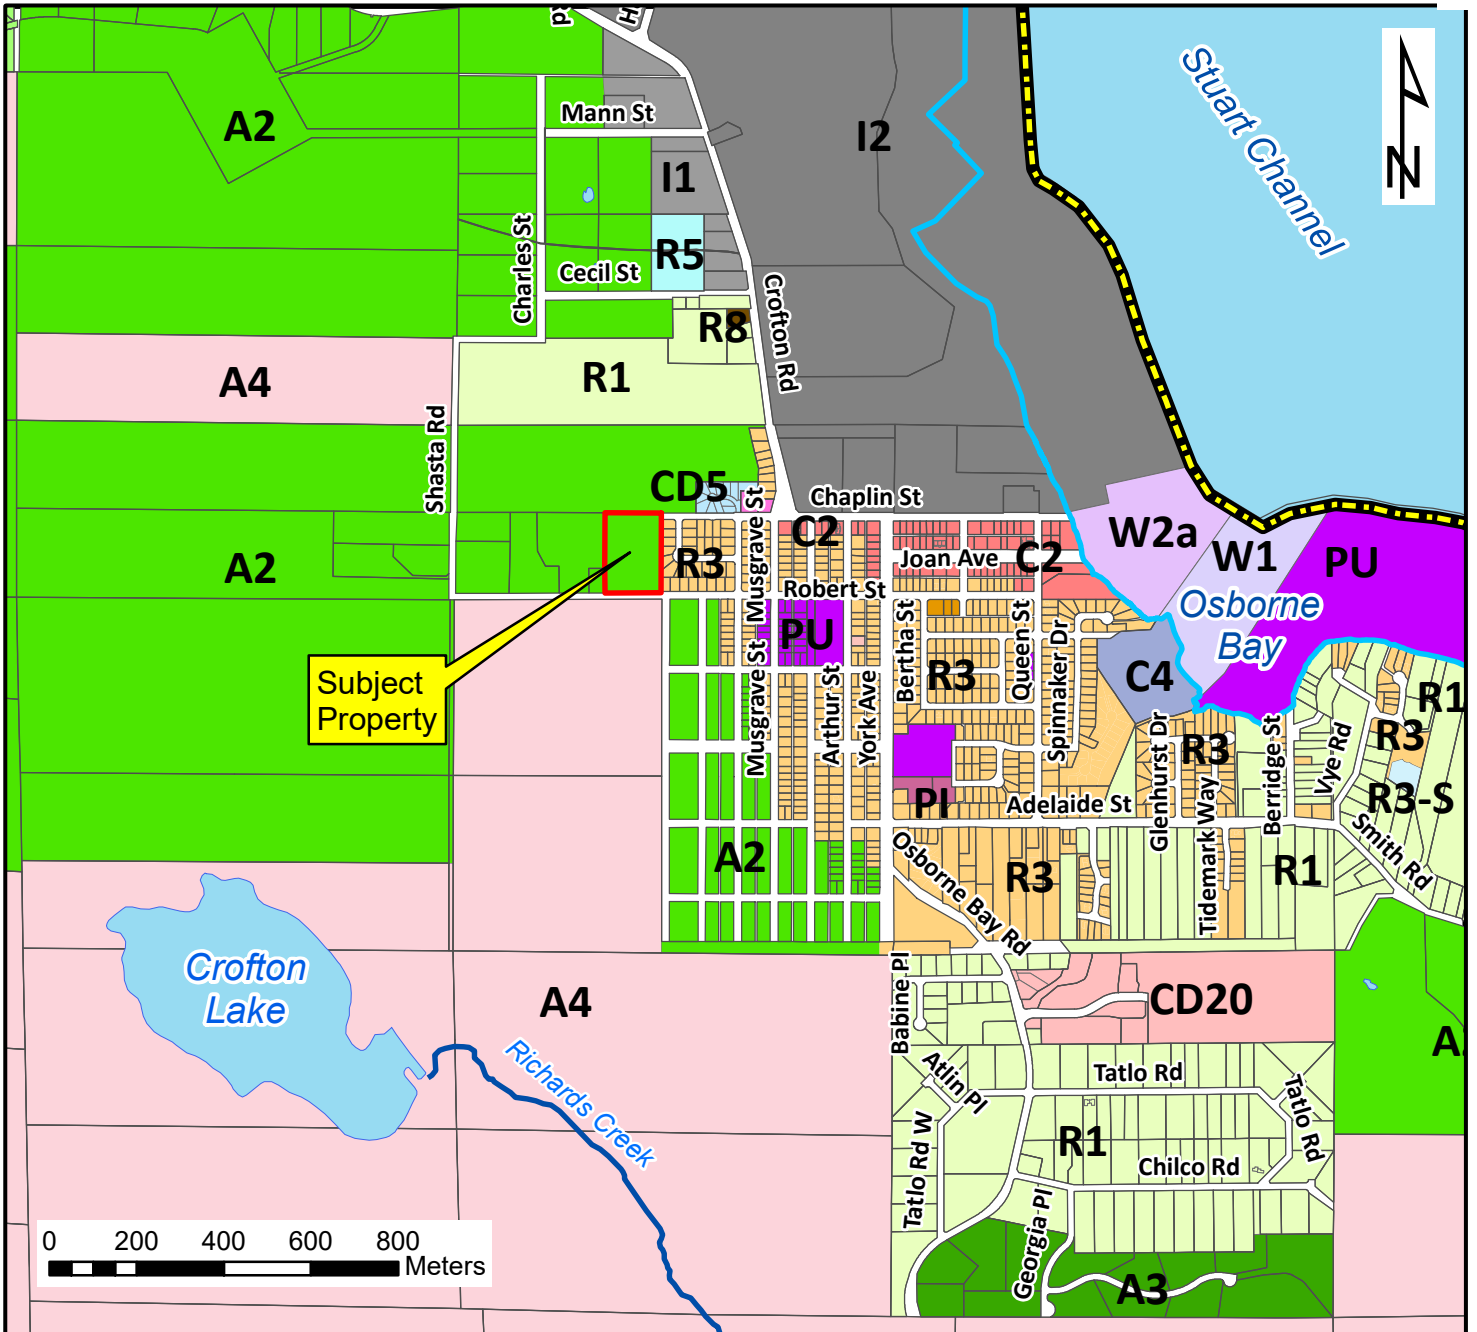 Mann St
A2
I2
Stuart
Channel
N
I1
Charles St
R5
Cecil St
Crofton Rd
R8
A4
R1
Shasta Rd
CD5
Chaplin St
Musgrave St
C2
W2a
Joan Ave
C2
W1
PU
A2
R3
Robert St
Osborne
Bay
PU
Bertha St
Queen St
Spinnaker Dr
Subject
Property
R3
C4
Musgrave St
Arthur St
York Ave
R1
R3
Glenhurst Dr
R3
Berridge St
Vye Rd
PI
Adelaide St
R3-S
Tidemark Way
Smith Rd
A2
Osborne Bay Rd
R3
R1
Crofton
Lake
A4
Babine Pl
CD20
Richards Creek
Atlin Pl
Tatlo Rd
Tatlo Rd
Tatlo Rd W
R1
Chilco Rd
Georgia Pl
A3
0 200 400 600 800
Meters